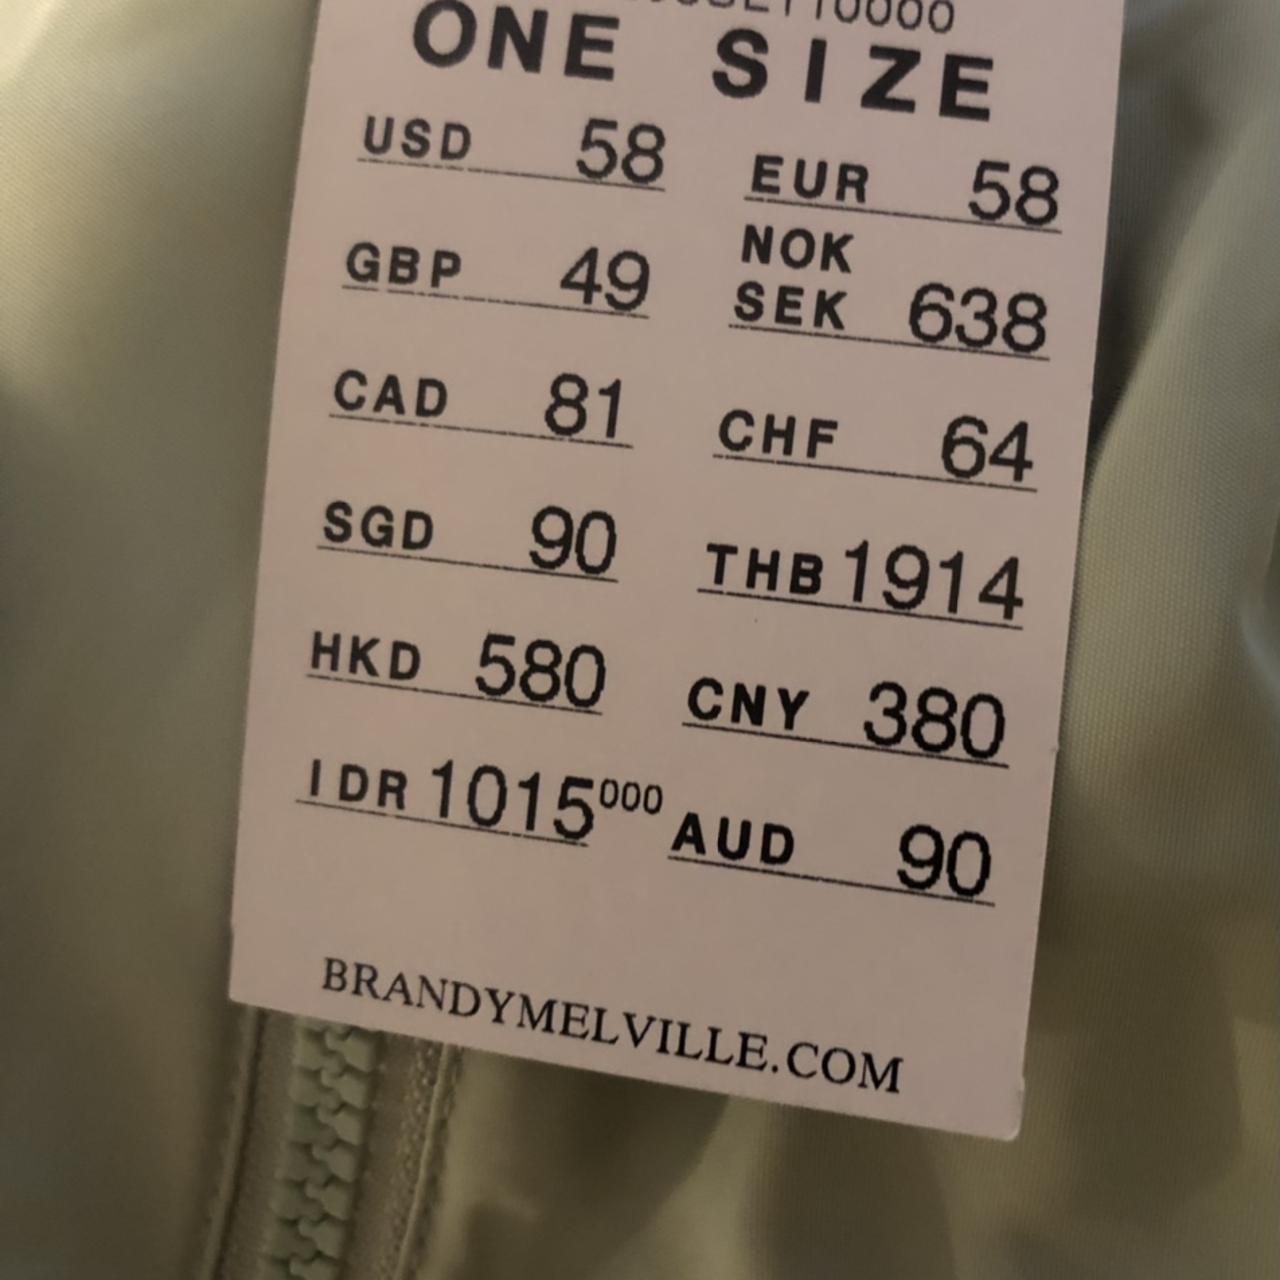 ONE SIZE
USD 58 EUR 58
GBP 49 NOK SEK 638
CAD 81 CHF 64
SGD 90 THB 1914
HKD 580 CNY 380
IDR 1015000 AUD 90
BRANDYMELVILLE.COM